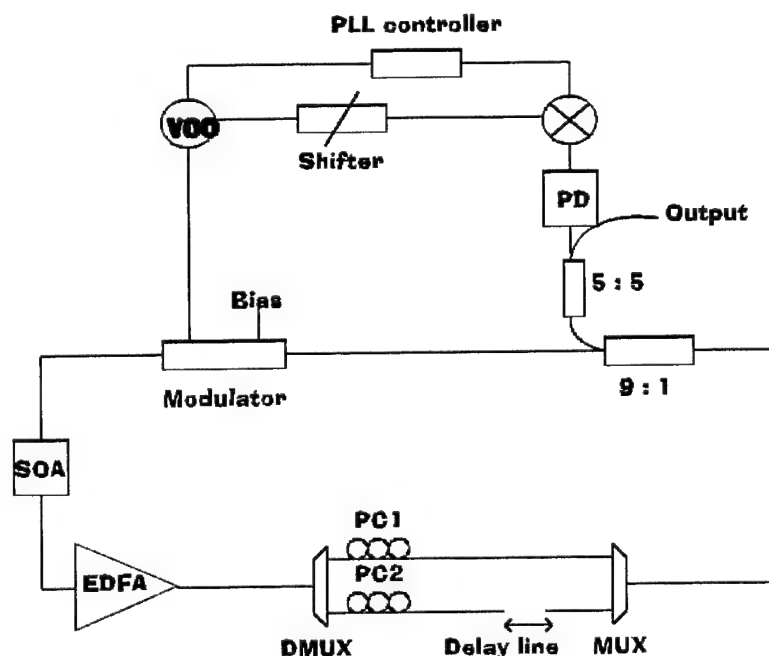 PLL controller
VOO
Shifter
PD
Output
5 : 5
Bias
Modulator
9 : 1
SOA
PC1
EDFA
PC2
DMUX
Delay line
MUX